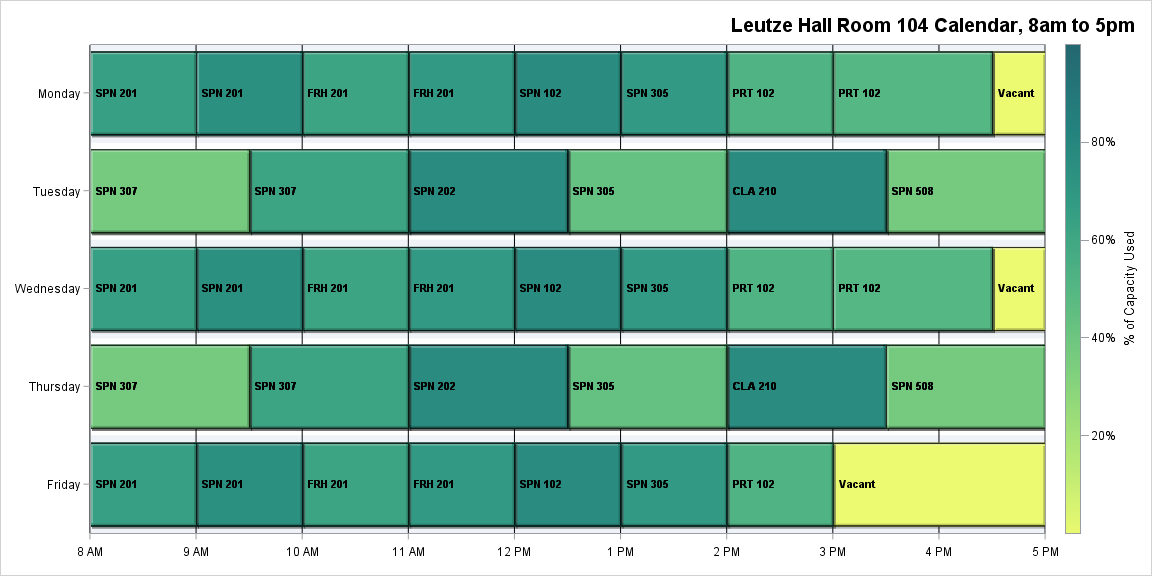 Leutze Hall Room 104 Calendar, 8am to 5pm
Monday
SPN 201
SPN 201
FRH 201
FRH 201
SPN 102
SPN 305
PRT 102
PRT 102
Vacant
Tuesday
SPN 307
SPN 307
SPN 202
SPN 305
CLA 210
SPN 508
Wednesday
SPN 201
SPN 201
FRH 201
FRH 201
SPN 102
SPN 305
PRT 102
PRT 102
Vacant
Thursday
SPN 307
SPN 307
SPN 202
SPN 305
CLA 210
SPN 508
Friday
SPN 201
SPN 201
FRH 201
FRH 201
SPN 102
SPN 305
PRT 102
Vacant
8 AM
9 AM
10 AM
11 AM
12 PM
1 PM
2 PM
3 PM
4 PM
5 PM
80%
60%
40%
20%
% of Capacity Used